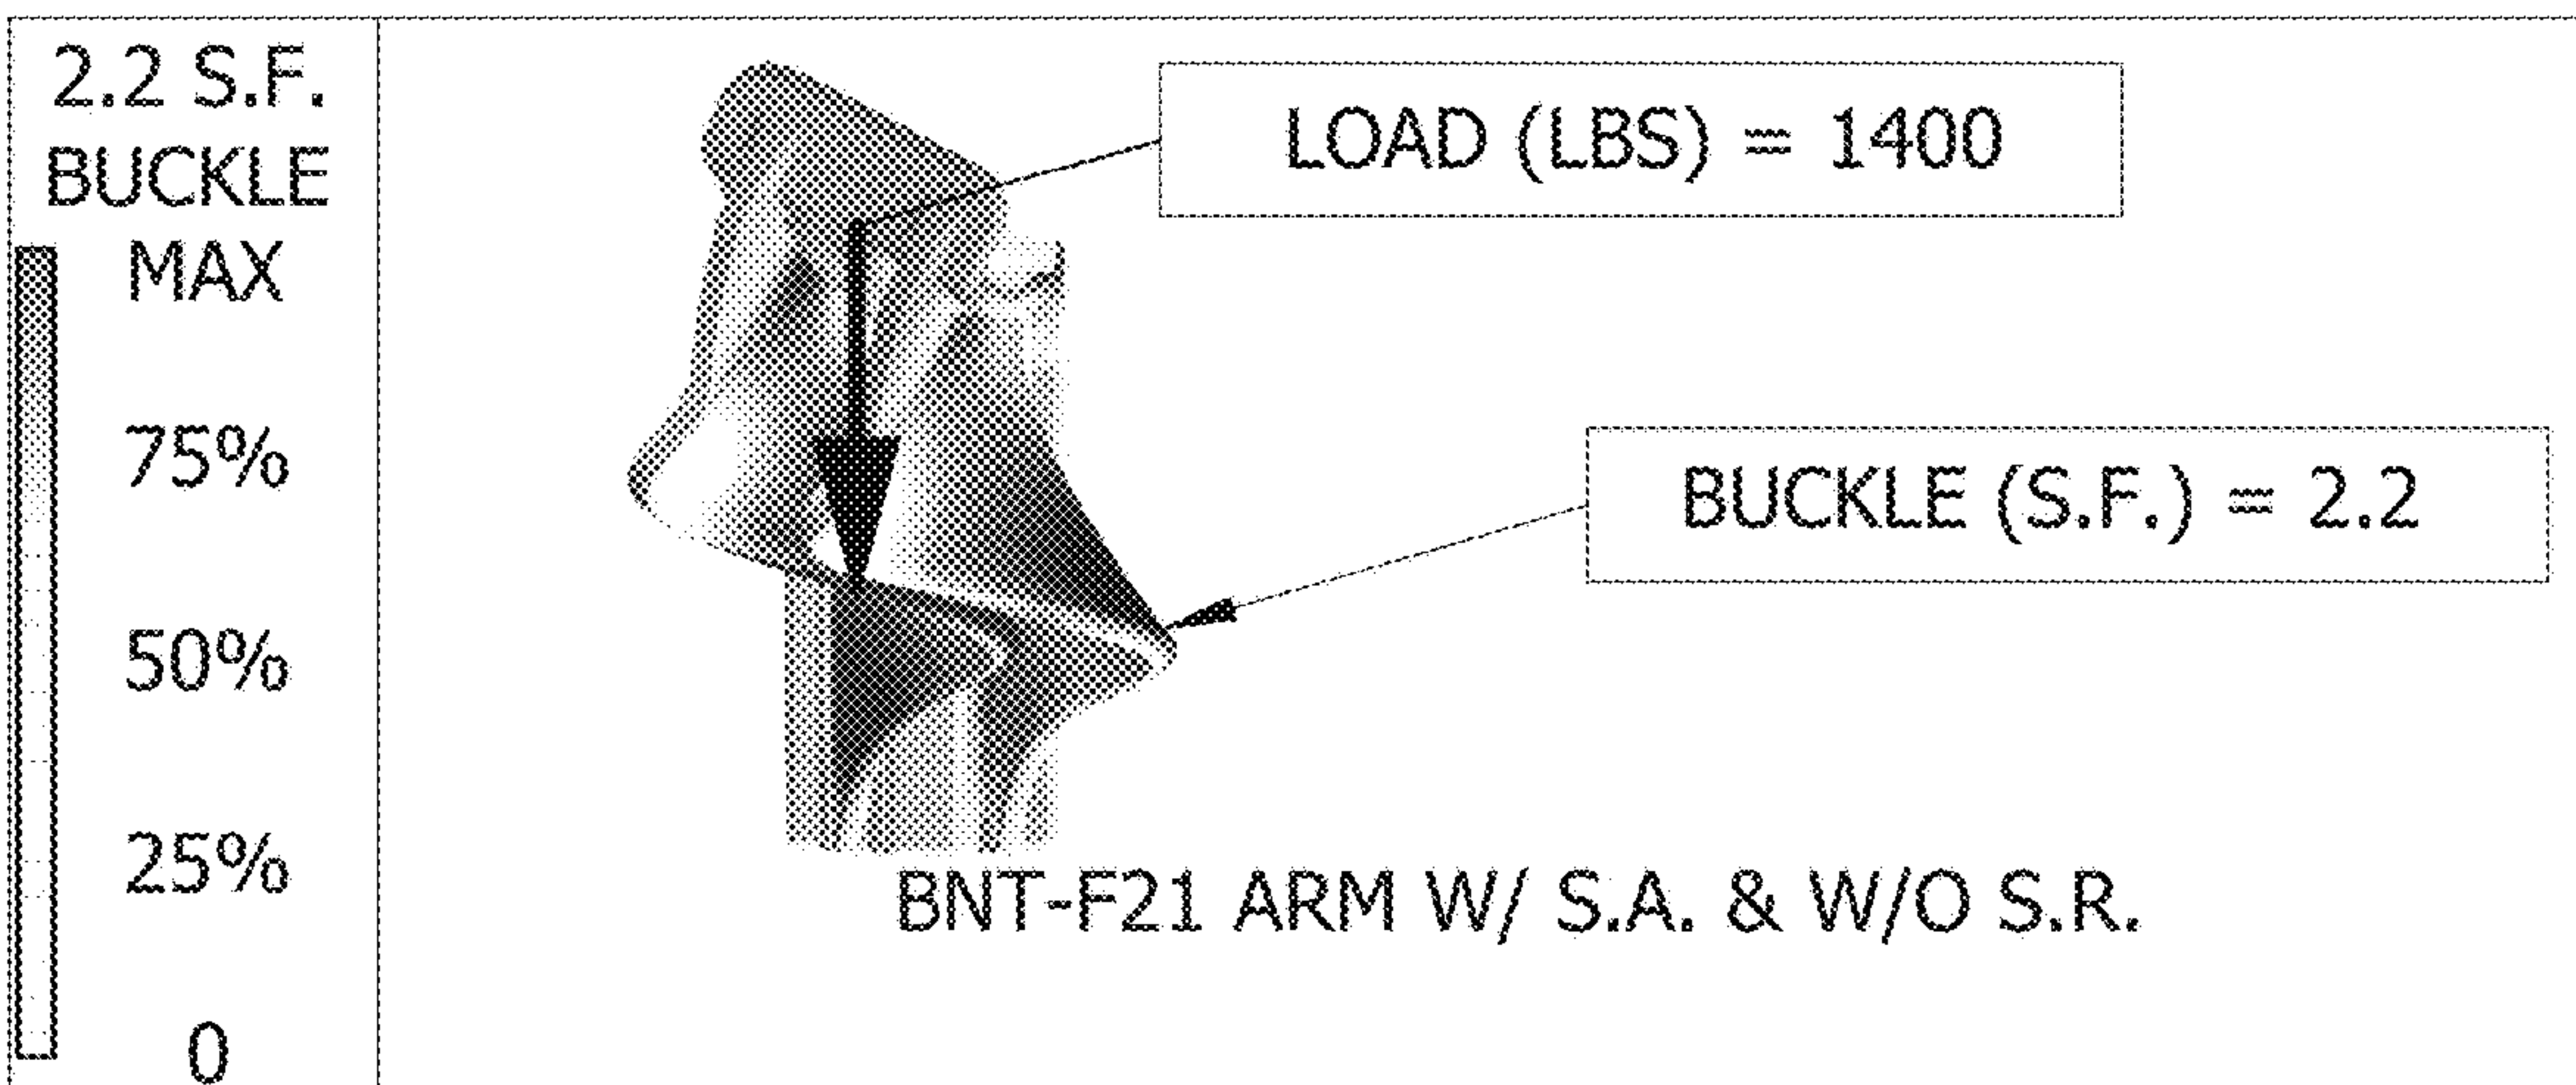 2.2 S.F.
BUCKLE
MAX
75%
50%
25%
0
LOAD (LBS) = 1400
BUCKLE (S.F.) = 2.2
BNT-F21 ARM W/ S.A. & W/O S.R.